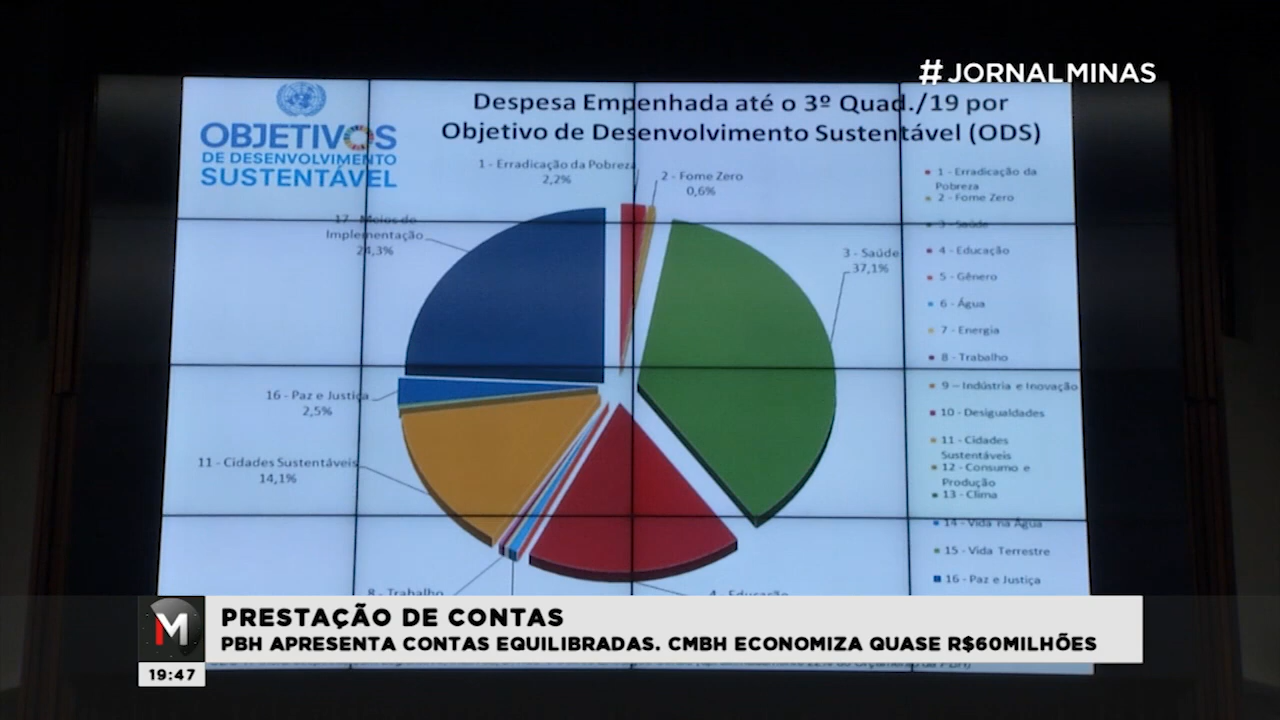 #JORNALMINAS
OBJETIVOS
DE DESENVOLVIMENTO
SUSTENTÁVEL
Despesa Empenhada até o 3º Quad./19 por
Objetivo de Desenvolvimento Sustentável (ODS)
1 - Erradicação da Pobreza
2,2%
2 - Fome Zero
0,6%
3 - Saúde
37,1%
17 - Meios de
Implementação
24,3%
16 - Paz e Justiça
2,5%
11 - Cidades Sustentáveis
14,1%
8 - Trabalho
4 - Educação
1 - Erradicação da
Pobreza
2 - Fome Zero
3 - Saúde
4 - Educação
5 - Gênero
6 - Água
7 - Energia
8 - Trabalho
9 – Indústria e Inovação
10 - Desigualdades
11 - Cidades
Sustentáveis
12 - Consumo e
Produção
13 - Clima
14 - Vida na Água
15 - Vida Terrestre
16 - Paz e Justiça
M
PRESTAÇÃO DE CONTAS
PBH APRESENTA CONTAS EQUILIBRADAS. CMBH ECONOMIZA QUASE R$60MILHÕES
19:47